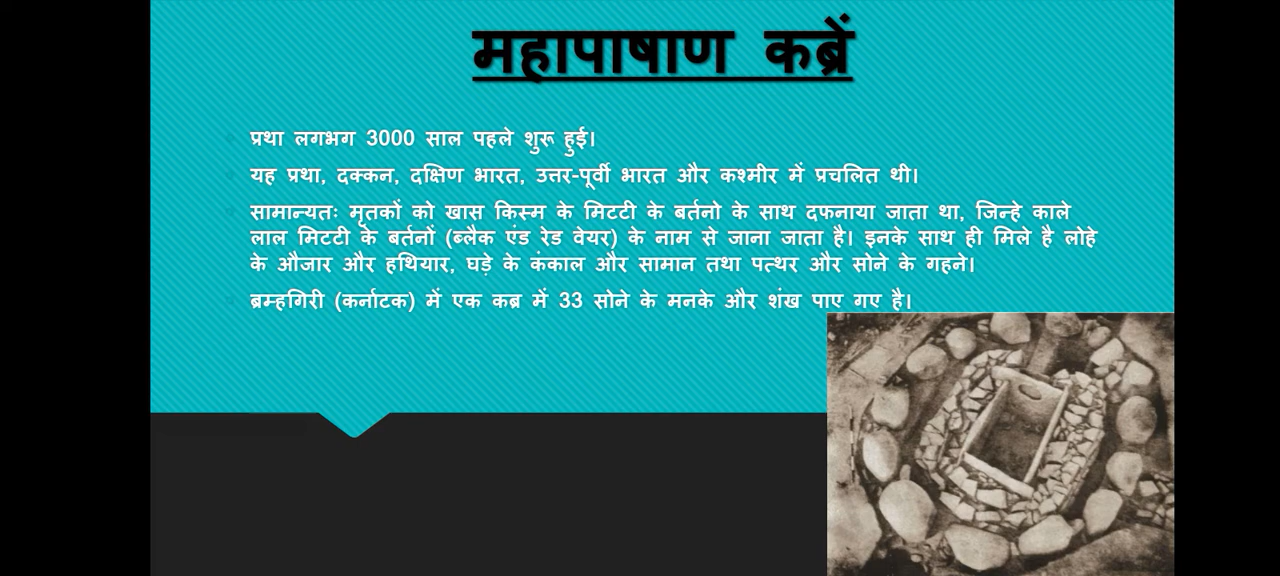 महापाषाण कब्रें
प्रथा लगभग 3000 साल पहले शुरू हुई।
यह प्रथा, दक्कन, दक्षिण भारत, उत्तर-पूर्वी भारत और कश्मीर में प्रचलित थी।
सामान्यतः मृतकों को खास किस्म के मिटटी के बर्तनो के साथ दफनाया जाता था, जिन्हे काले
लाल मिटटी के बर्तनों (ब्लैक एंड रेड वेयर) के नाम से जाना जाता है। इनके साथ ही मिले है लोहे
के औजार और हथियार, घड़े के कंकाल और सामान तथा पत्थर और सोने के गहने।
ब्रम्हगिरी (कर्नाटक) में एक कब्र में 33 सोने के मनके और शंख पाए गए है।